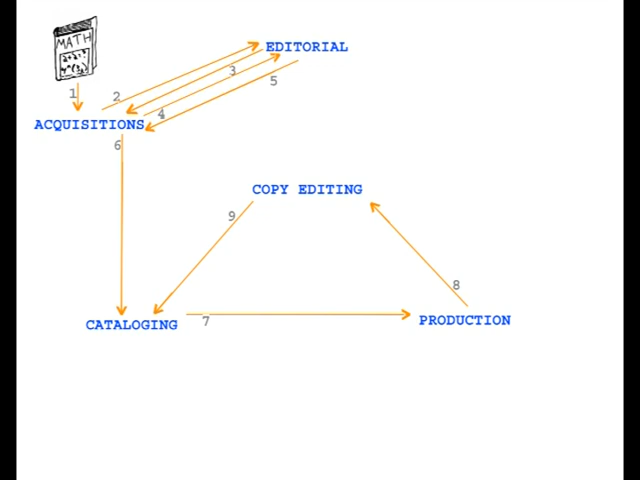 MATH
EDITORIAL
1
2
3
4
5
ACQUISITIONS
6
COPY EDITING
9
8
CATALOGING
7
PRODUCTION